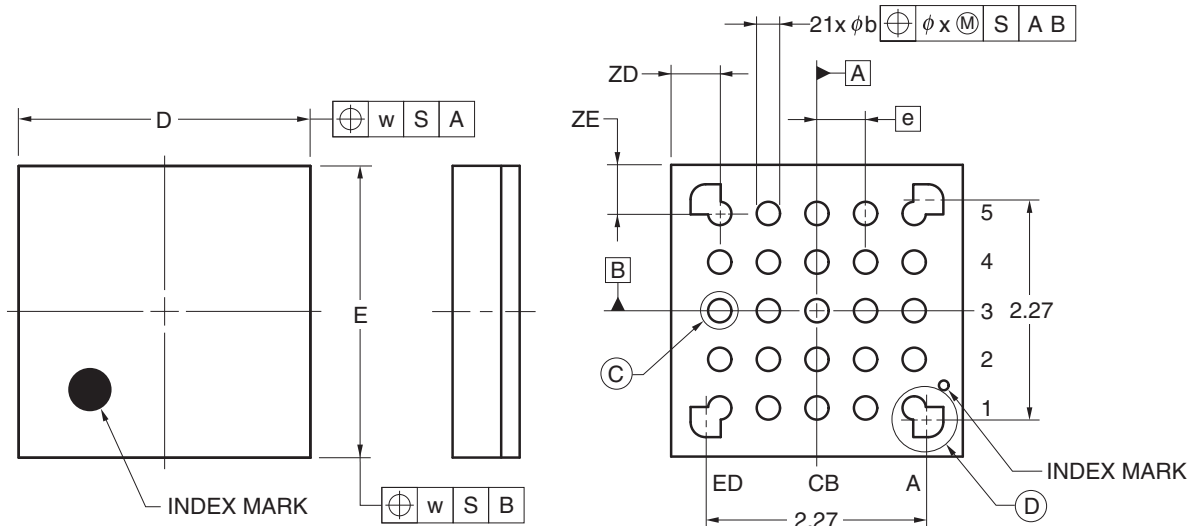 21x ϕb ⌖ ϕ x Ⓜ S A B
ZD
A
D
⌖ w S A
ZE
e
5
B
4
E
3 2.27
C
2
1
INDEX MARK
INDEX MARK
ED CB A
D
⌖ w S B
2.27